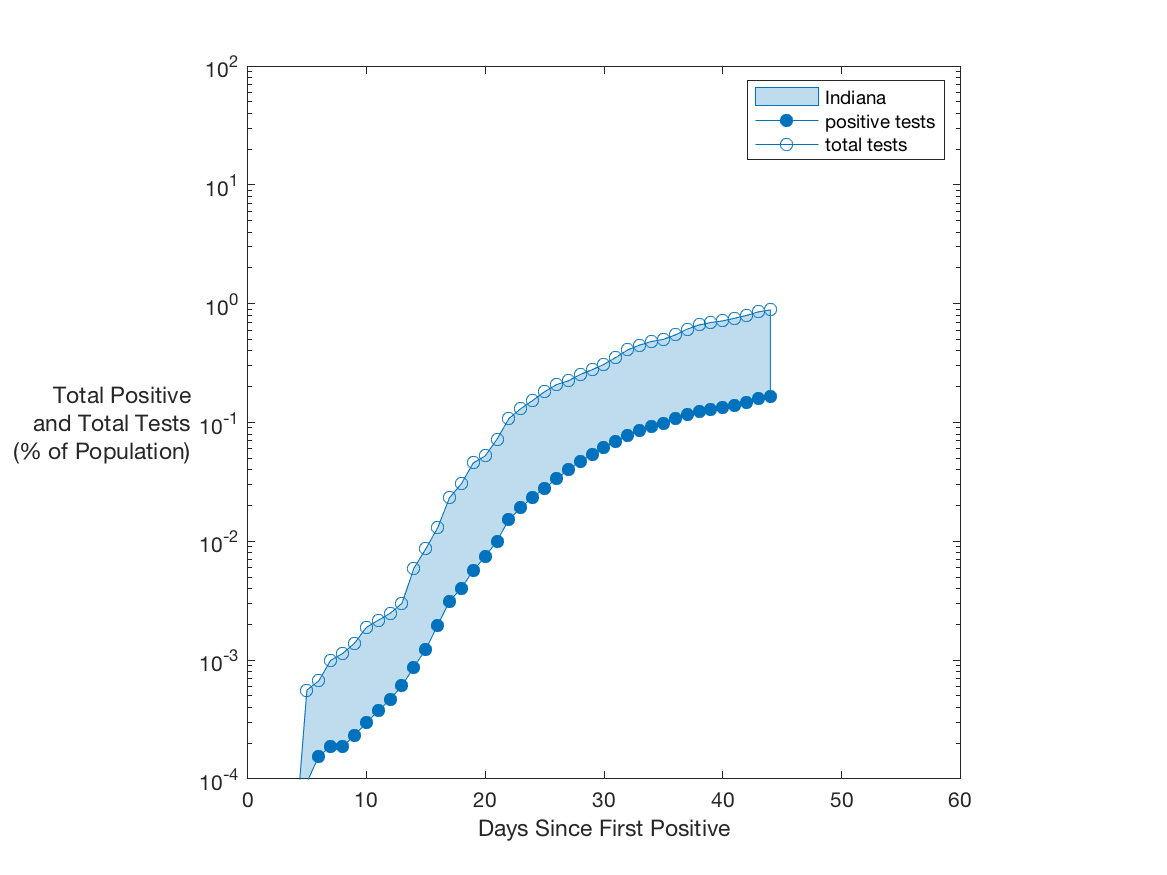 10^2
10^1
10^0
10^-1
10^-2
10^-3
10^-4
Total Positive
and Total Tests
(% of Population)
Indiana
positive tests
total tests
0 10 20 30 40 50 60
Days Since First Positive